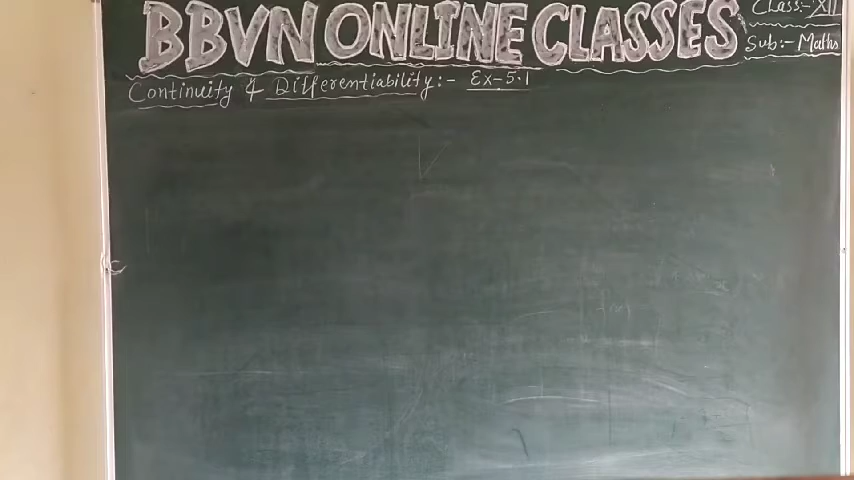 BBVN ONLINE CLASSES
Class:- XII
Sub:- Maths
Continuity & Differentiability:- Ex-5.1